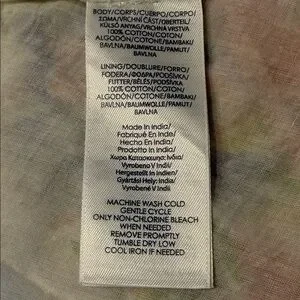 BODY/CORPS/CUERPO/CORPO/
ΣΩΜΑ/VRCHNÍ ČÁST/OBERTEIL/
KÜLSŐ ANYAG/VRCHNÁ VRSTVA
100% COTTON/COTON/
ALGODÓN/COTONE/ΒΑΜΒΑΚΙ/
BAVLNA/BAUMWOLLE/PAMUT/
BAVLNA
LINING/DOUBLURE/FORRO/
FODERA/ΦΟΔΡΑ/PODŠÍVKA/
FUTTER/BÉLÉS/PODŠÍVKA
100% COTTON/COTON/
ALGODÓN/COTONE/ΒΑΜΒΑΚΙ/
BAVLNA/BAUMWOLLE/PAMUT/
BAVLNA
Made In India/
Fabriqué En Inde/
Hecho En India/
Prodotto In India/
Χώρα Κατασκευής: Ινδία/
Vyrobeno V Indii/
Hergestellt in Indien/
Gyártási Hely: India/
Vyrobené V Indii
MACHINE WASH COLD
GENTLE CYCLE
ONLY NON-CHLORINE BLEACH
WHEN NEEDED
REMOVE PROMPTLY
TUMBLE DRY LOW
COOL IRON IF NEEDED